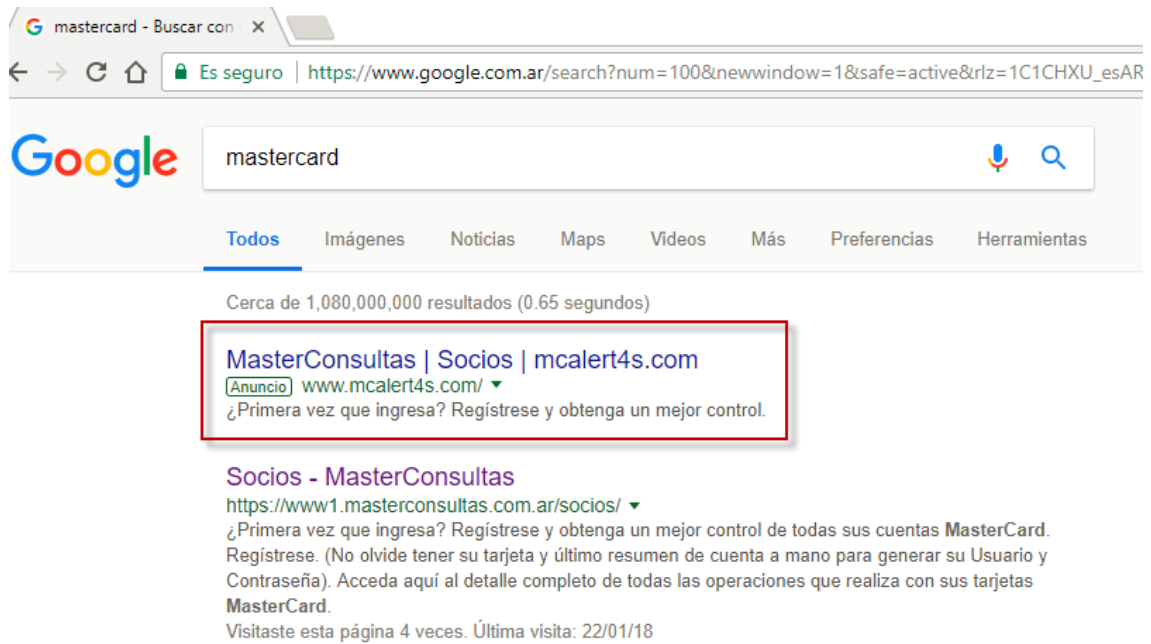 mastercard - Buscar con
Es seguro | https://www.google.com.ar/search?num=100&newwindow=1&safe=active&rlz=1C1CHXU_esAR
Google
mastercard
Todos Imágenes Noticias Maps Videos Más Preferencias Herramientas
Cerca de 1,080,000,000 resultados (0.65 segundos)
MasterConsultas | Socios | mcalert4s.com
Anuncio www.mcalert4s.com/
¿Primera vez que ingresa? Regístrese y obtenga un mejor control.
Socios - MasterConsultas
https://www1.masterconsultas.com.ar/socios/
¿Primera vez que ingresa? Regístrese y obtenga un mejor control de todas sus cuentas MasterCard.
Regístrese. (No olvide tener su tarjeta y último resumen de cuenta a mano para generar su Usuario y
Contraseña). Acceda aquí al detalle completo de todas las operaciones que realiza con sus tarjetas
MasterCard.
Visitaste esta página 4 veces. Última visita: 22/01/18